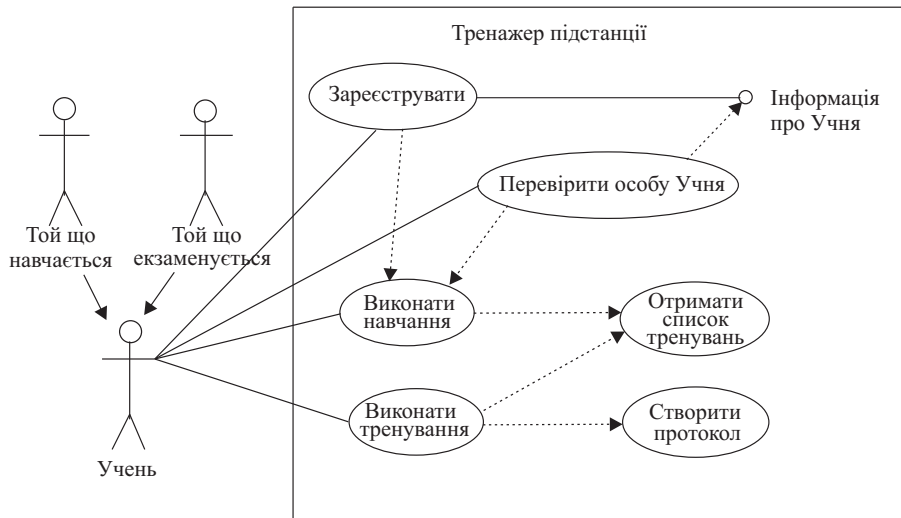 Тренажер підстанції
Зареєструвати
Інформація
про Учня
Перевірити особу Учня
Той що
навчається
Той що
екзаменується
Виконати
навчання
Отримати
список
тренувань
Виконати
тренування
Створити
протокол
Учень